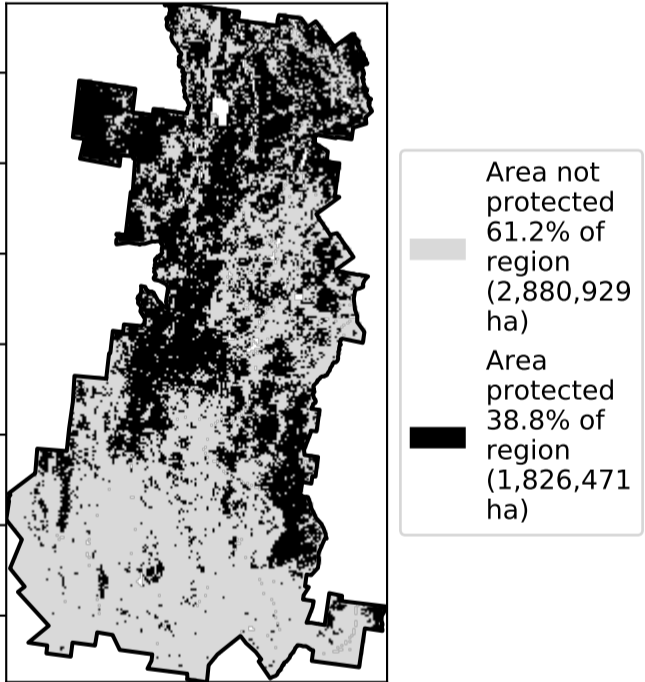 Area not
protected
61.2% of
region
(2,880,929
ha)
Area
protected
38.8% of
region
(1,826,471
ha)